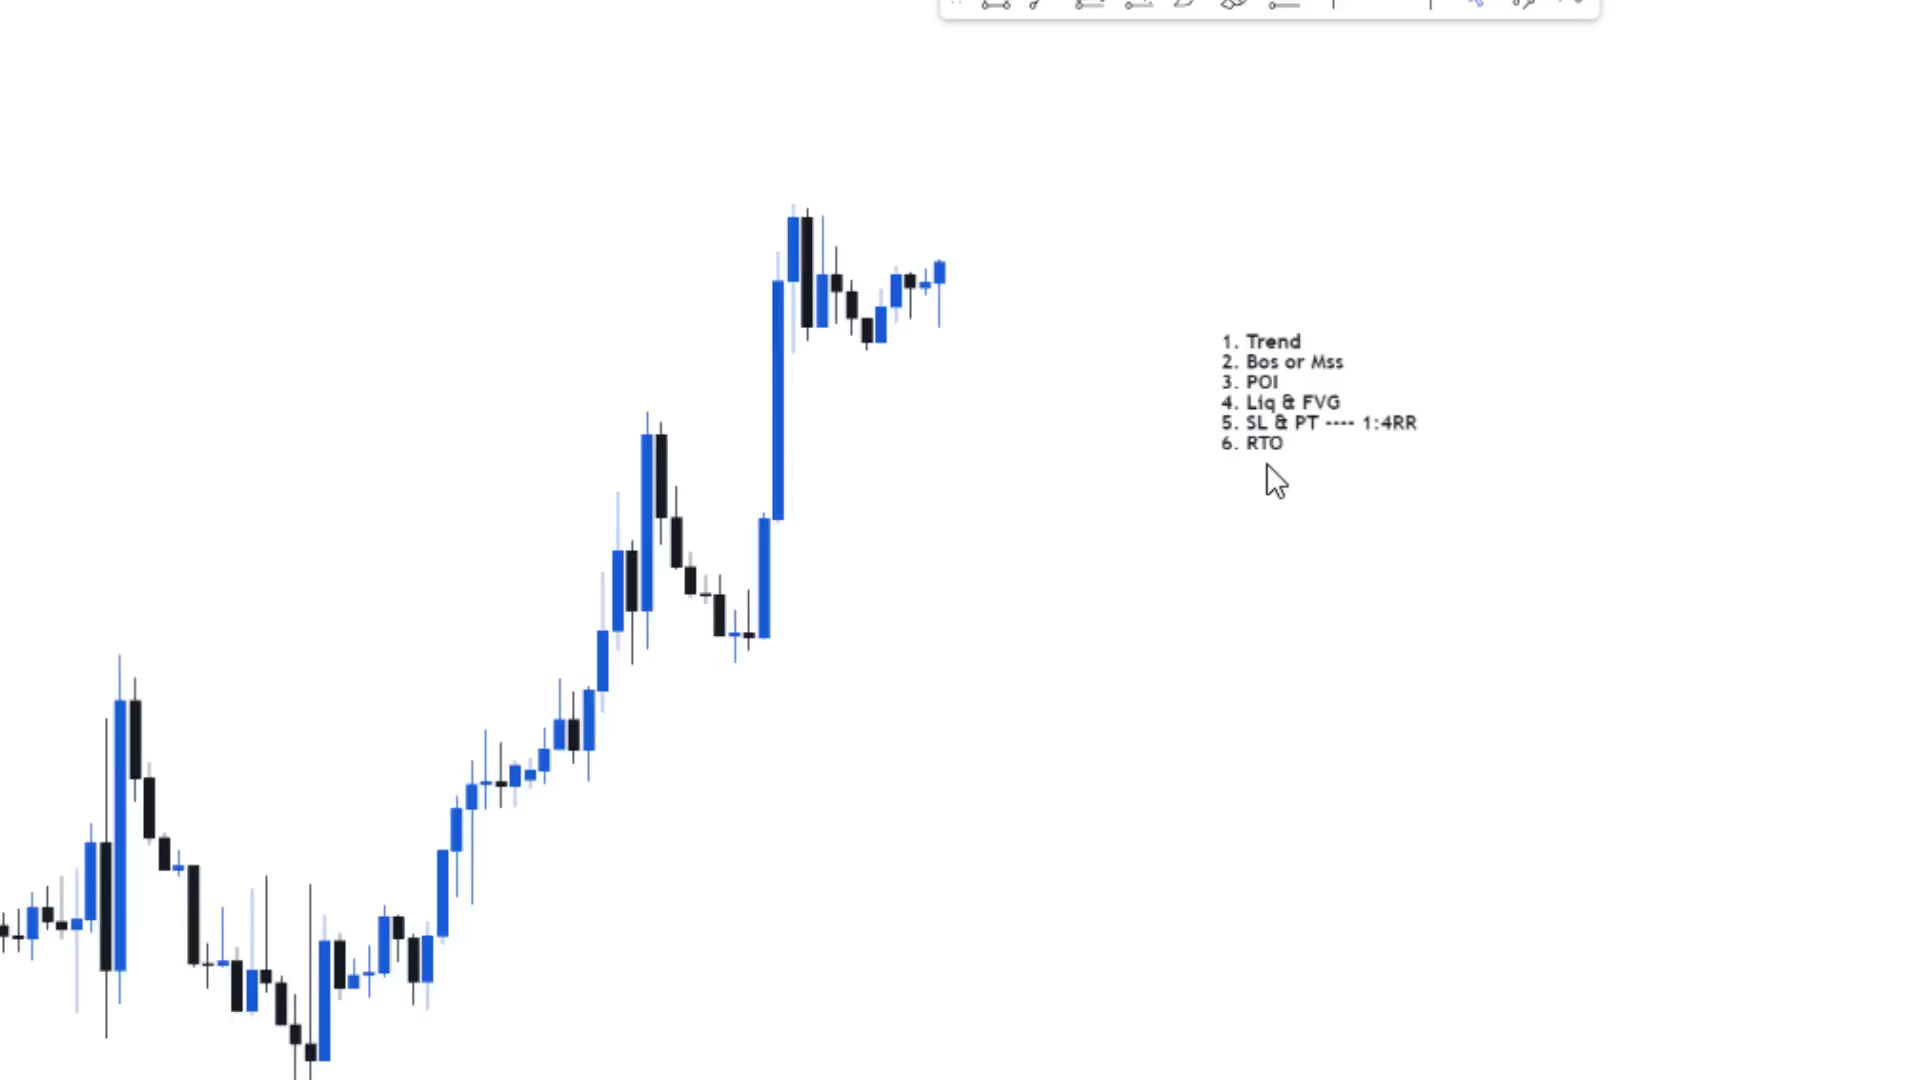 1. Trend
2. Bos or Mss
3. POI
4. Liq & FVG
5. SL & PT ---- 1:4RR
6. RTO